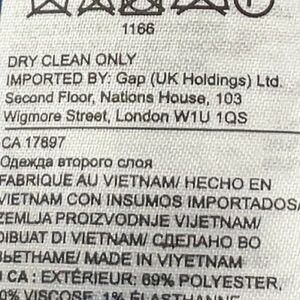 1166
DRY CLEAN ONLY
IMPORTED BY: Gap (UK Holdings) Ltd.
Second Floor, Nations House, 103
Wigmore Street, London W1U 1QS
CA 17897
Одежда второго слоя
FABRIQUE AU VIETNAM/ HECHO EN
VIETNAM CON INSUMOS IMPORTADOS/
ZEMLJA PROIZVODNJE VIJETNAM/
DIBUAT DI VIETNAM/ СДЕЛАНО ВО
ВЬЕТНАМЕ/ MADE IN VIYETNAM
CA : EXTÉRIEUR: 69% POLYESTER,
VISCOSE, 1% ÉLASTHANNE